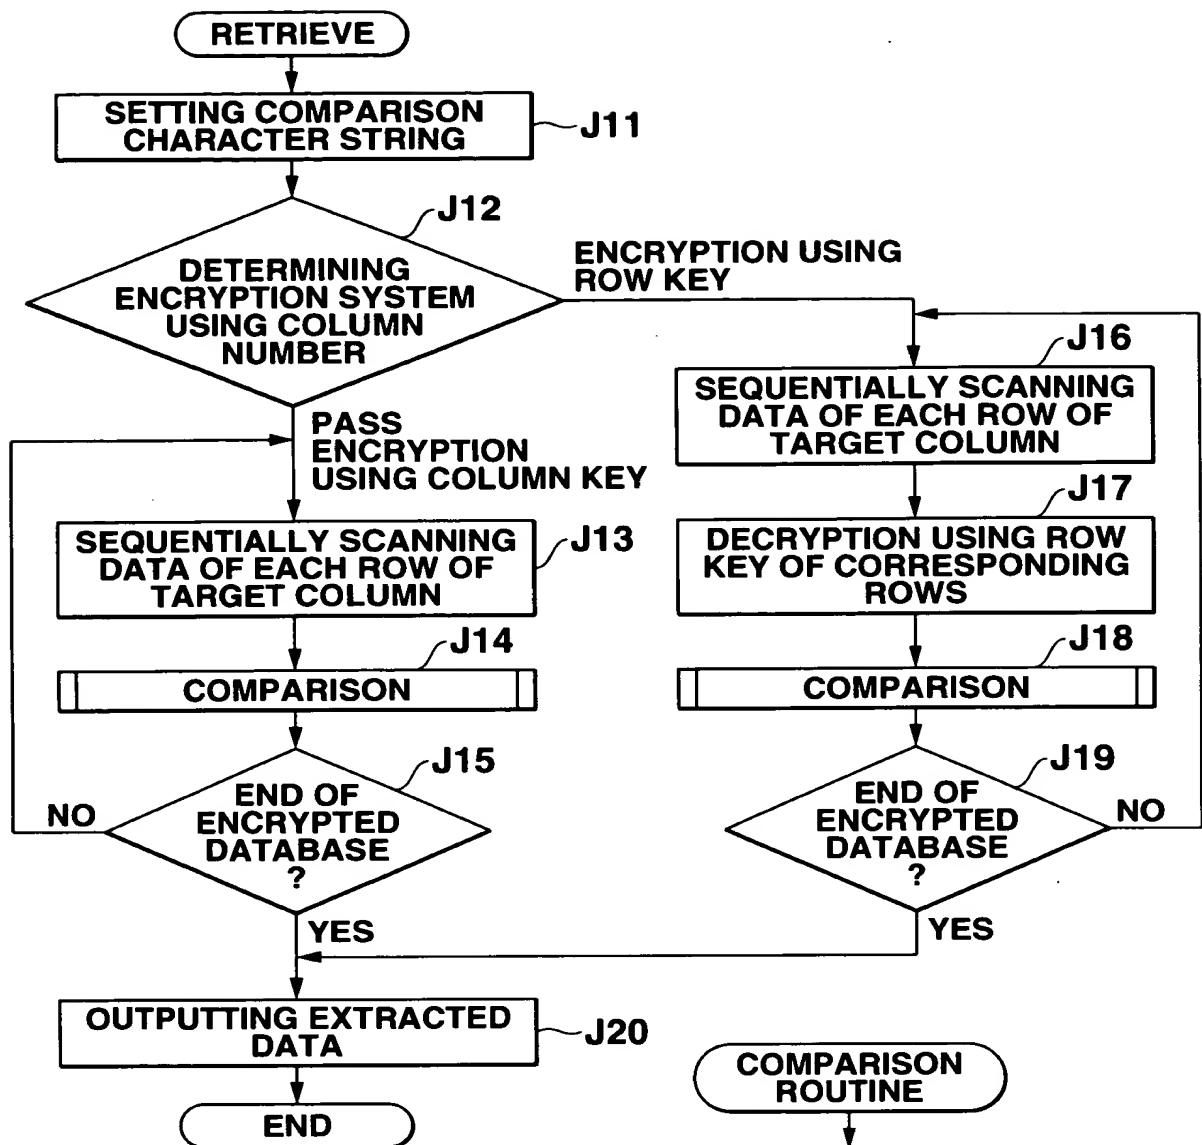 RETRIEVE
SETTING COMPARISON
CHARACTER STRING
J11
J12
DETERMINING
ENCRYPTION SYSTEM
USING COLUMN
NUMBER
ENCRYPTION USING
ROW KEY
PASS
ENCRYPTION
USING COLUMN KEY
SEQUENTIALLY SCANNING
DATA OF EACH ROW OF
TARGET COLUMN
J13
J14
COMPARISON
J15
END OF
ENCRYPTED
DATABASE
?
NO
YES
J16
SEQUENTIALLY SCANNING
DATA OF EACH ROW OF
TARGET COLUMN
J17
DECRYPTION USING ROW
KEY OF CORRESPONDING
ROWS
J18
COMPARISON
J19
END OF
ENCRYPTED
DATABASE
?
NO
YES
OUTPUTTING EXTRACTED
DATA
J20
END
COMPARISON
ROUTINE